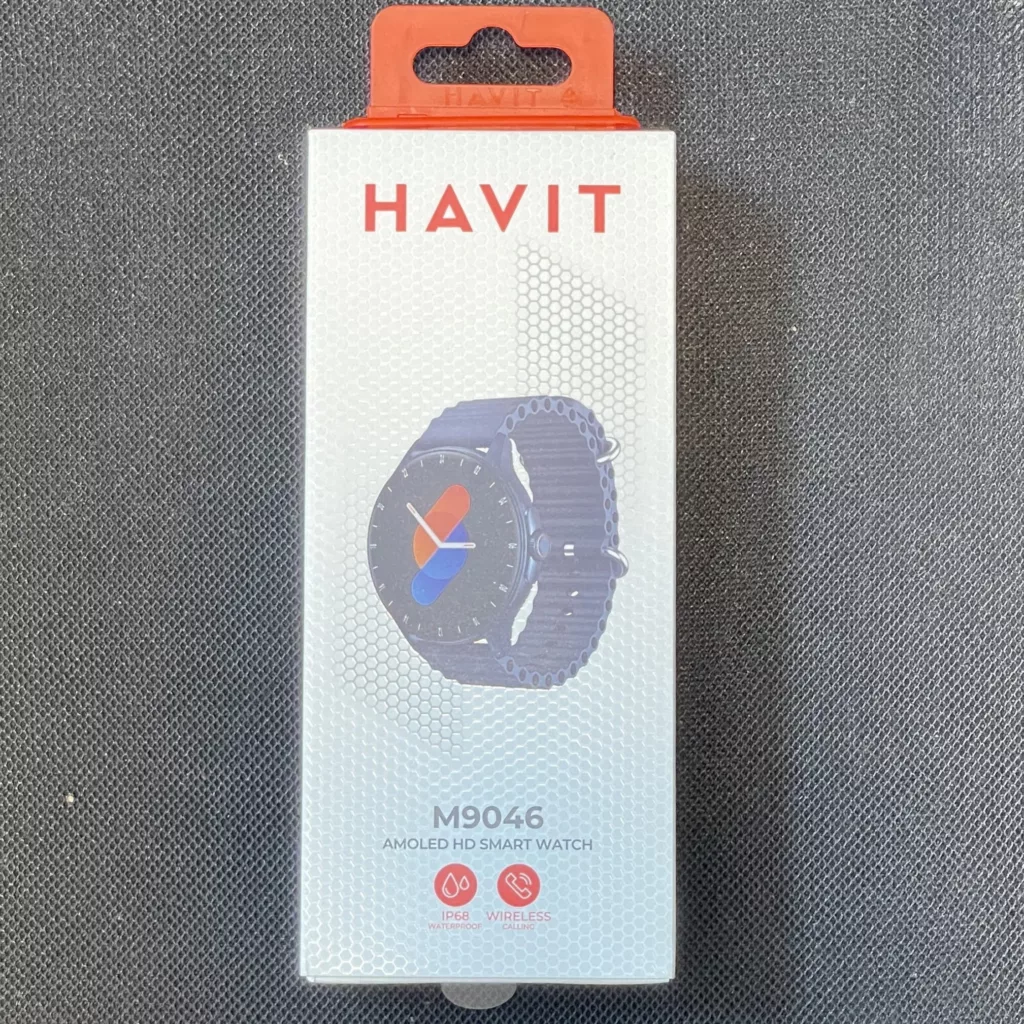 HAVIT
HAVIT
M9046
AMOLED HD SMART WATCH
IP68
WATERPROOF
WIRELESS
CALLING